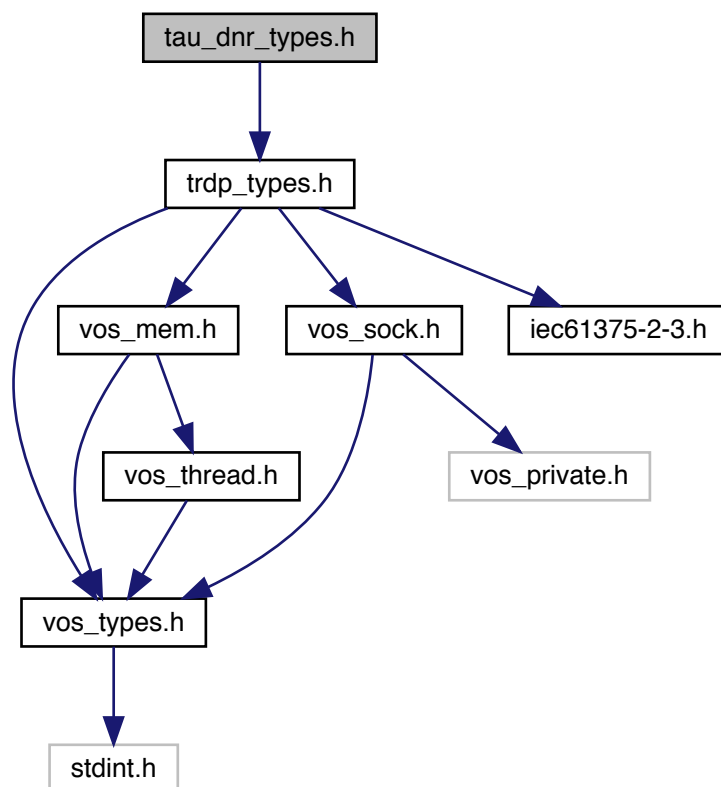 tau_dnr_types.h
trdp_types.h
vos_mem.h
vos_sock.h
iec61375-2-3.h
vos_thread.h
vos_private.h
vos_types.h
stdint.h